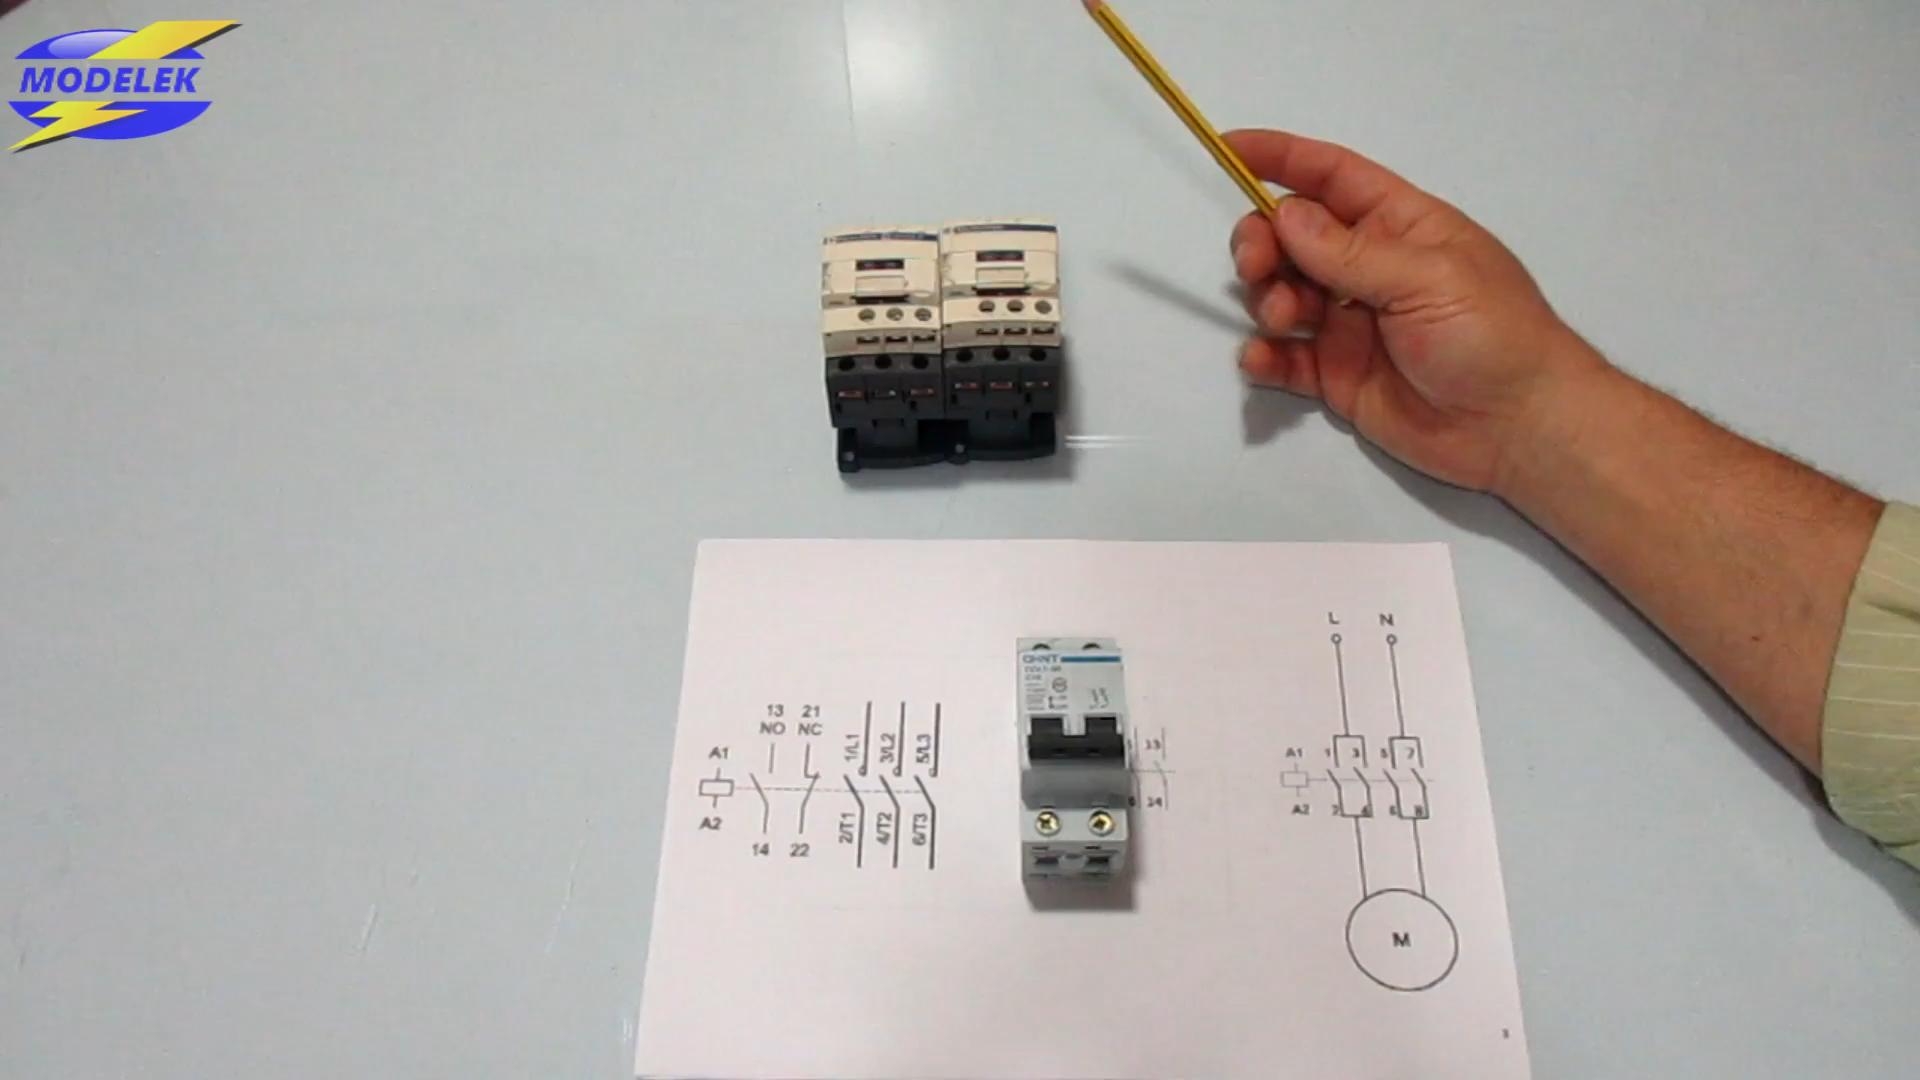 MODELEK
L N
CHNT
13 21
NO NC
A1
A2
14 22
1/L1 3/L2 5/L3
2/T1 4/T2 6/T3
13
14
A1 1 3 5 7
A2 2 4 6 8
M